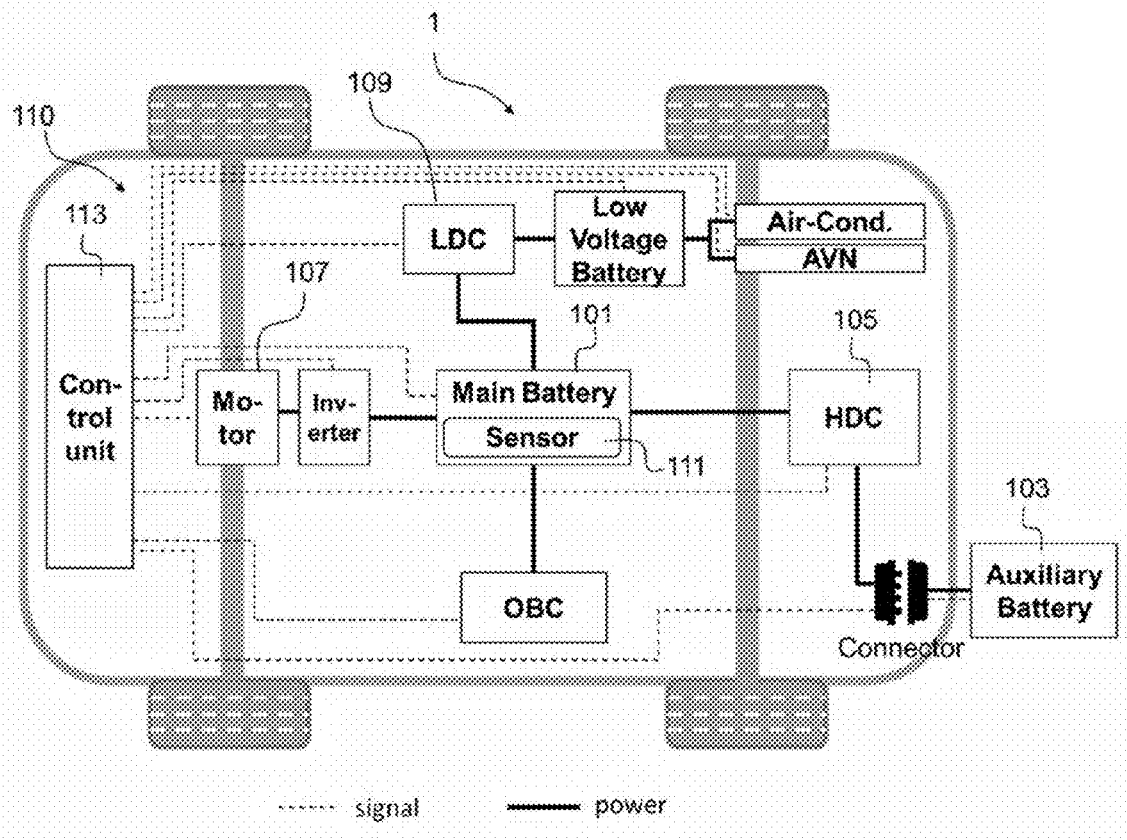 1
109
110
113
LDC
Low
Voltage
Battery
Air-Cond.
AVN
107
101
105
Con-
trol
unit
Mo-
tor
Inv-
erter
Main Battery
Sensor
111
HDC
103
Auxiliary
Battery
OBC
Connector
signal
power